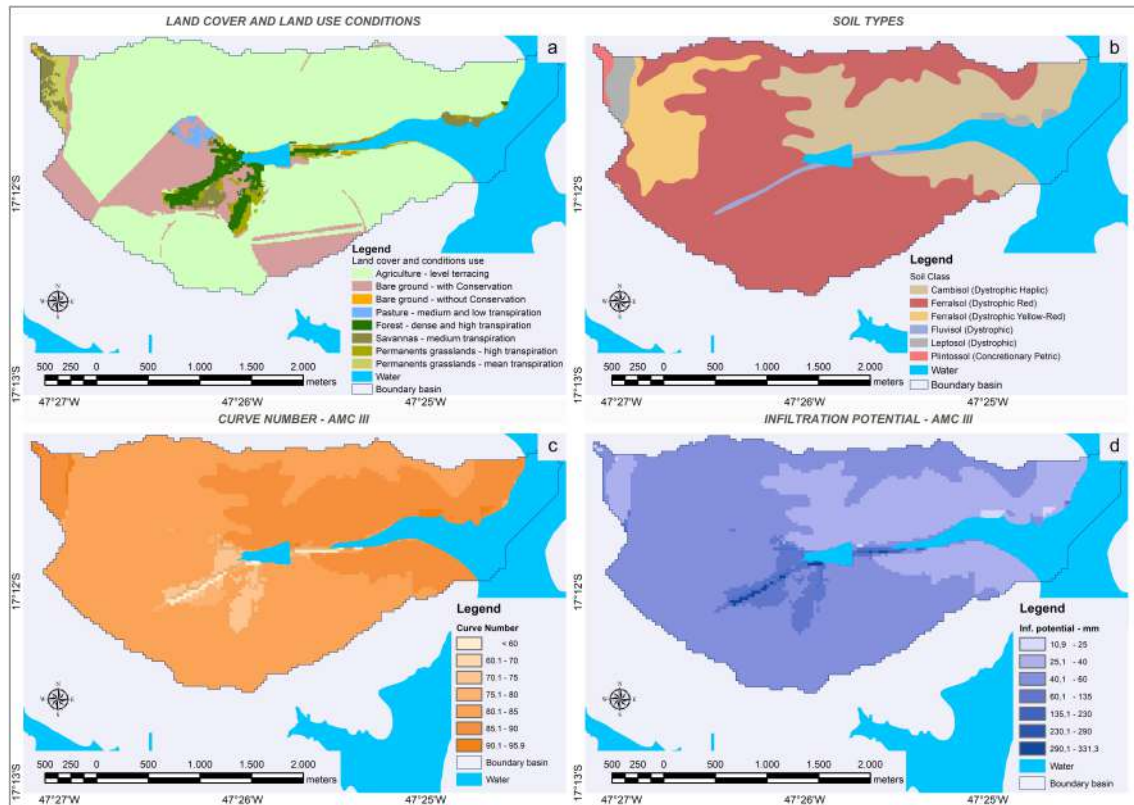 LAND COVER AND LAND USE CONDITIONS
a
17°12'S
17°13'S
Legend
Land cover and conditions use
Agriculture - level terracing
Bare ground - with Conservation
Bare ground - without Conservation
Pasture - medium and low transpiration
Forest - dense and high transpiration
Savannas - medium transpiration
Permanents grasslands - high transpiration
Permanents grasslands - mean transpiration
Water
Boundary basin
N
W E
S
500 0 500 1.000 1.500 2.000
meters
47°27'W 47°26'W 47°25'W
SOIL TYPES
b
17°12'S
17°13'S
Legend
Soil Class
Cambisol (Dystrophic Haplic)
Ferralsol (Dystrophic Red)
Ferralsol (Dystrophic Yellow-Red)
Fluvisol (Dystrophic)
Leptosol (Dystrophic)
Plintossol (Concretionary Petric)
Water
Boundary basin
N
W E
S
500 0 500 1.000 1.500 2.000
meters
47°27'W 47°26'W 47°25'W
CURVE NUMBER - AMC III
c
17°12'S
17°13'S
Legend
Curve Number
< 60
60.1 - 70
70.1 - 75
75.1 - 80
80.1 - 85
85.1 - 90
90.1 - 95.9
Boundary basin
Water
N
W E
S
500 0 500 1.000 1.500 2.000
meters
47°27'W 47°26'W 47°25'W
INFILTRATION POTENTIAL - AMC III
d
17°12'S
17°13'S
Legend
Inf. potential - mm
10,9 - 25
25,1 - 40
40,1 - 60
60,1 - 135
135,1 - 230
230,1 - 290
290,1 - 331,3
Water
Boundary basin
N
W E
S
500 0 500 1.000 1.500 2.000
meters
47°27'W 47°26'W 47°25'W